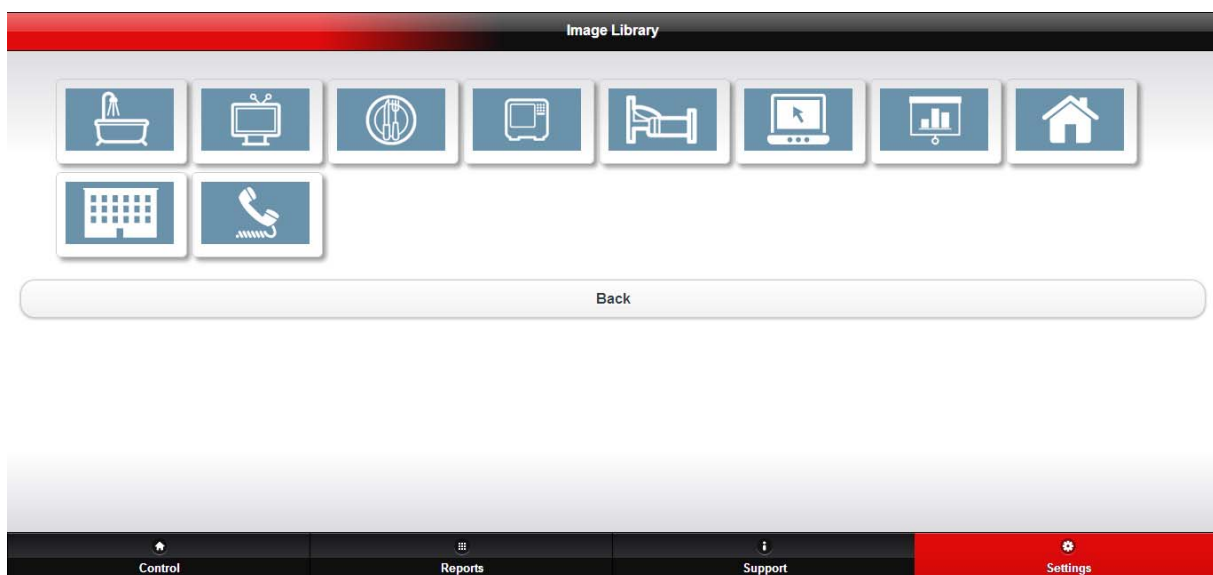 Image Library
Back
Control
Reports
Support
Settings